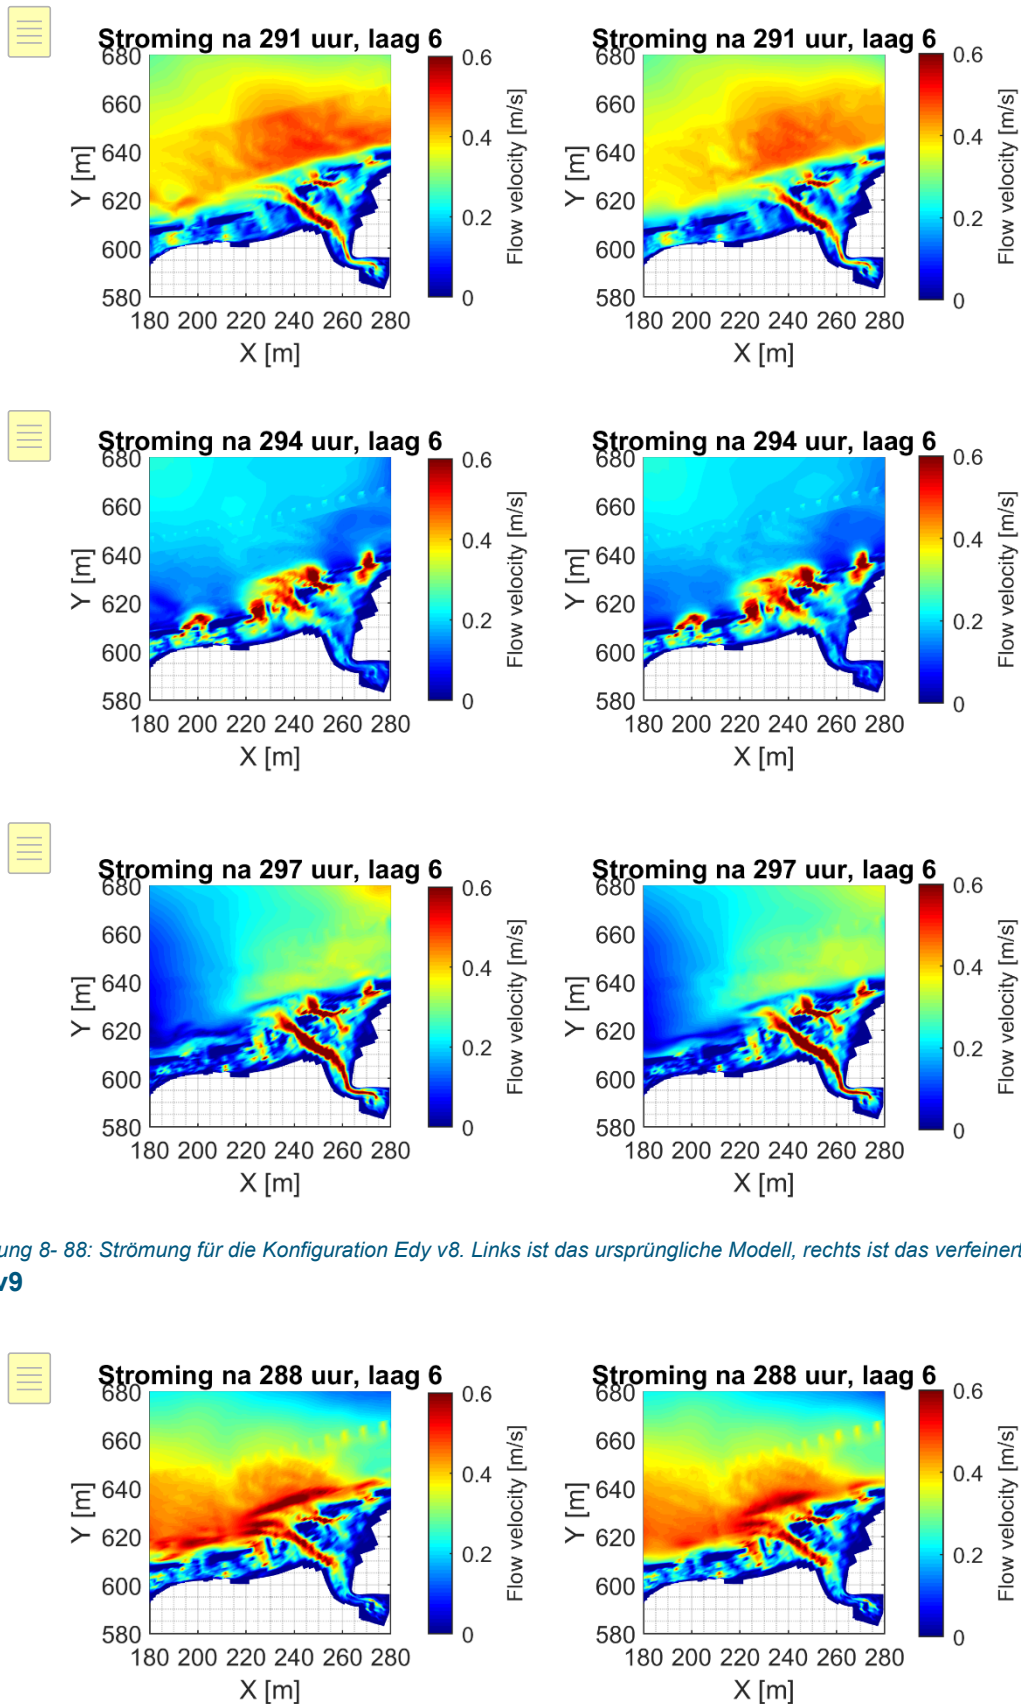 Stroming na 291 uur, laag 6
680
660
640
620
600
580
180 200 220 240 260 280
X [m]
Y [m]
0.6
0.4
0.2
0
Flow velocity [m/s]
Stroming na 291 uur, laag 6
680
660
640
620
600
580
180 200 220 240 260 280
X [m]
Y [m]
0.6
0.4
0.2
0
Flow velocity [m/s]
Stroming na 294 uur, laag 6
680
660
640
620
600
580
180 200 220 240 260 280
X [m]
Y [m]
0.6
0.4
0.2
0
Flow velocity [m/s]
Stroming na 294 uur, laag 6
680
660
640
620
600
580
180 200 220 240 260 280
X [m]
Y [m]
0.6
0.4
0.2
0
Flow velocity [m/s]
Stroming na 297 uur, laag 6
680
660
640
620
600
580
180 200 220 240 260 280
X [m]
Y [m]
0.6
0.4
0.2
0
Flow velocity [m/s]
Stroming na 297 uur, laag 6
680
660
640
620
600
580
180 200 220 240 260 280
X [m]
Y [m]
0.6
0.4
0.2
0
Flow velocity [m/s]
ung 8- 88: Strömung für die Konfiguration Edy v8. Links ist das ursprüngliche Modell, rechts ist das verfeinert
v9
Stroming na 288 uur, laag 6
680
660
640
620
600
580
180 200 220 240 260 280
X [m]
Y [m]
0.6
0.4
0.2
0
Flow velocity [m/s]
Stroming na 288 uur, laag 6
680
660
640
620
600
580
180 200 220 240 260 280
X [m]
Y [m]
0.6
0.4
0.2
0
Flow velocity [m/s]